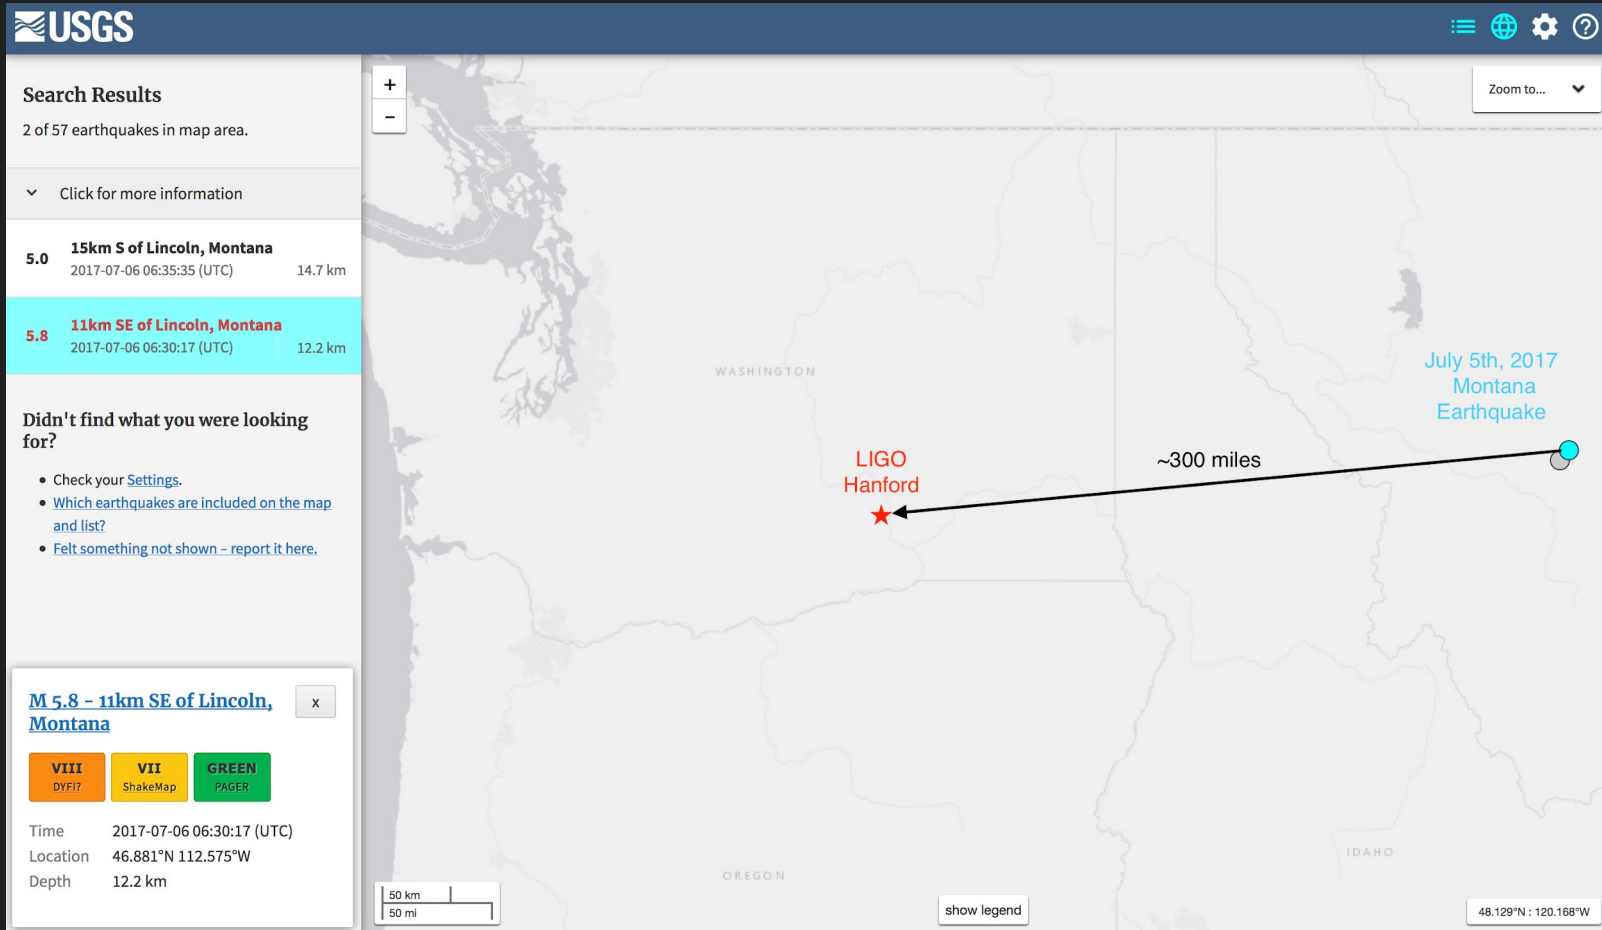 USGS
Search Results
2 of 57 earthquakes in map area.
Click for more information
5.0
15km S of Lincoln, Montana
2017-07-06 06:35:35 (UTC) 14.7 km
5.8
11km SE of Lincoln, Montana
2017-07-06 06:30:17 (UTC) 12.2 km
Didn't find what you were looking
for?
Check your Settings.
Which earthquakes are included on the map
and list?
Felt something not shown – report it here.
M 5.8 - 11km SE of Lincoln,
Montana
x
VIII
DYFI?
VII
ShakeMap
GREEN
PAGER
Time 2017-07-06 06:30:17 (UTC)
Location 46.881°N 112.575°W
Depth 12.2 km
+
−
Zoom to...
?
WASHINGTON
July 5th, 2017
Montana
Earthquake
~300 miles
LIGO
Hanford
IDAHO
OREGON
50 km
50 mi
show legend
48.129°N : 120.168°W